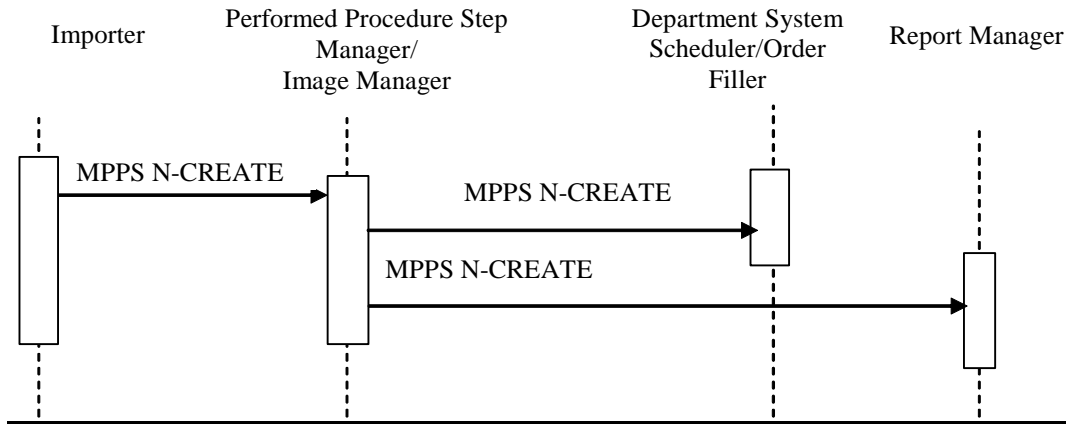 Importer
Performed Procedure Step
Manager/
Image Manager
Department System
Scheduler/Order
Filler
Report Manager
MPPS N-CREATE
MPPS N-CREATE
MPPS N-CREATE